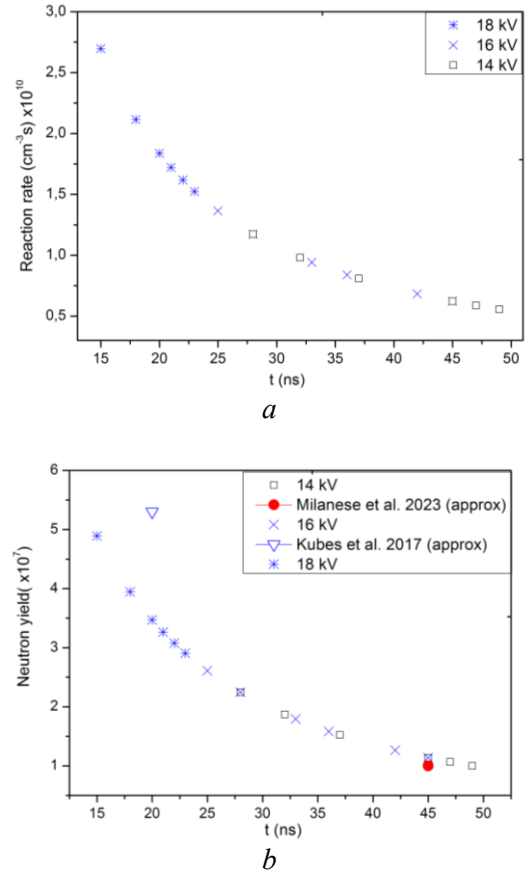 3,0
2,5
2,0
1,5
1,0
0,5
Reaction rate (cm⁻³s) x10¹⁰
18 kV
16 kV
14 kV
15 20 25 30 35 40 45 50
t (ns)
a
6
5
4
3
2
1
Neutron yield( x10⁷)
14 kV
Milanese et al. 2023 (approx)
16 kV
Kubes et al. 2017 (approx)
18 kV
15 20 25 30 35 40 45 50
t (ns)
b